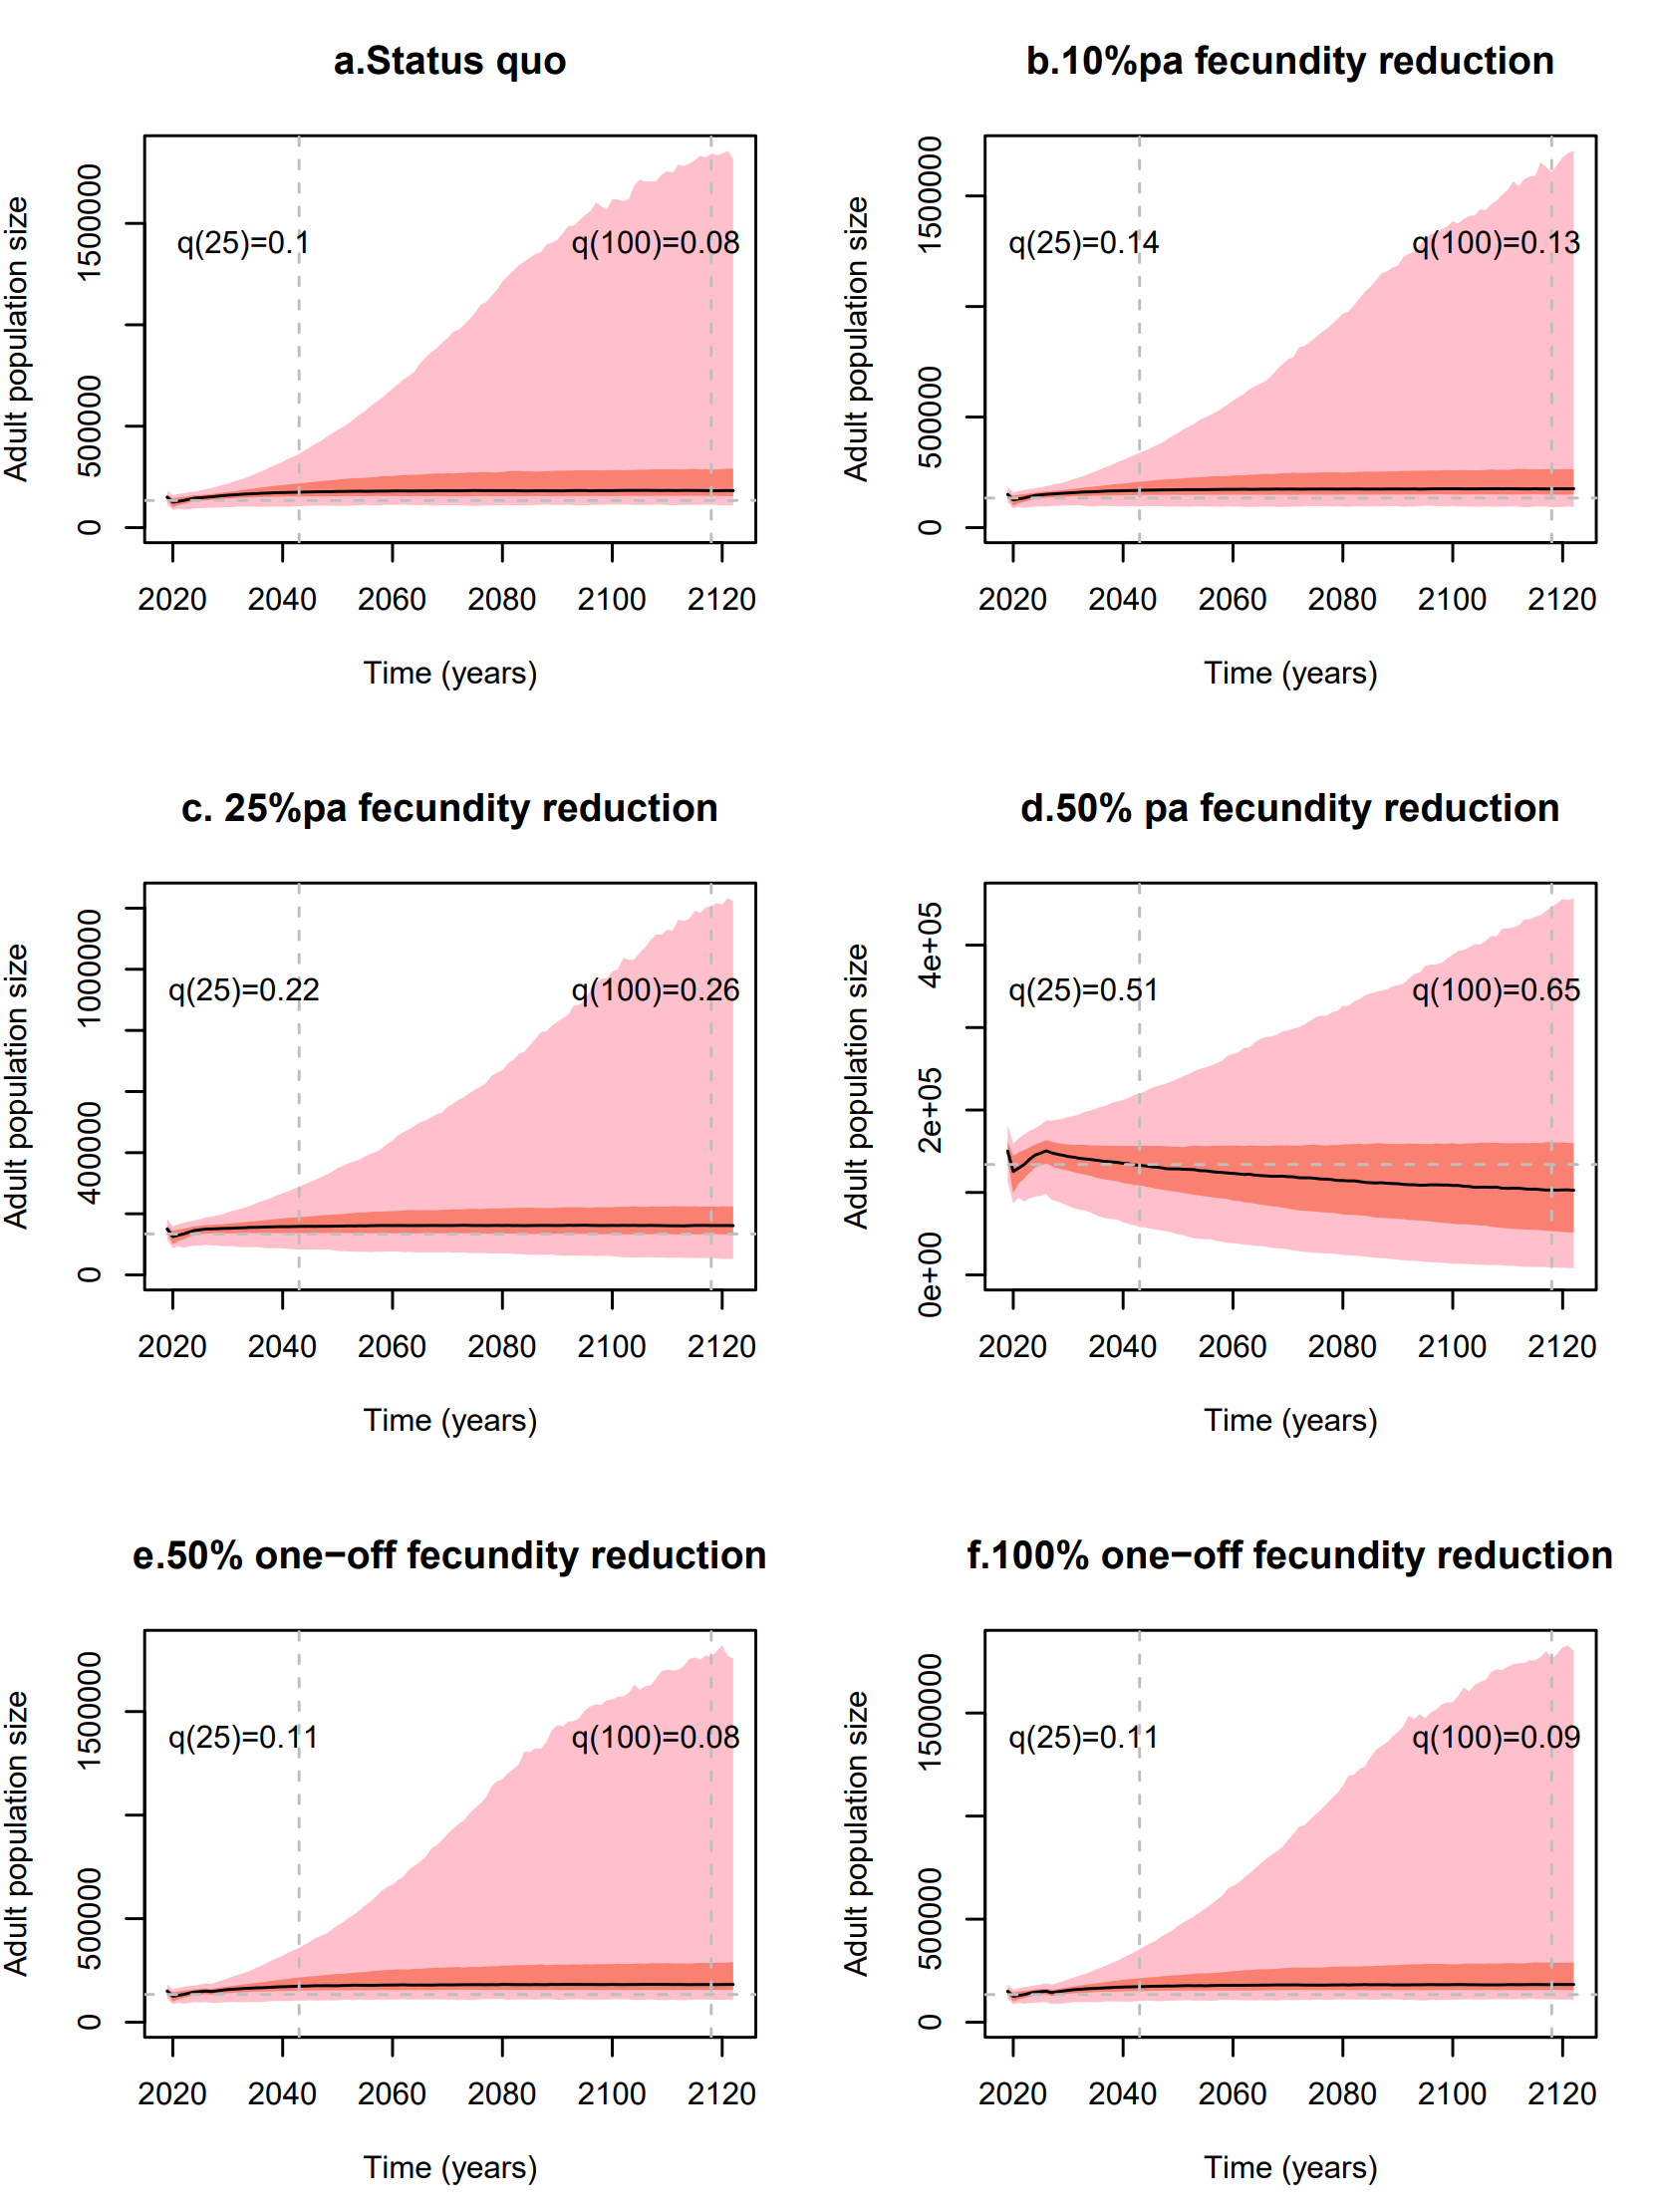 a.Status quo
Adult population size
1500000
500000
0
q(25)=0.1
q(100)=0.08
2020 2040 2060 2080 2100 2120
Time (years)
b.10%pa fecundity reduction
Adult population size
1500000
500000
0
q(25)=0.14
q(100)=0.13
2020 2040 2060 2080 2100 2120
Time (years)
c. 25%pa fecundity reduction
Adult population size
1000000
400000
0
q(25)=0.22
q(100)=0.26
2020 2040 2060 2080 2100 2120
Time (years)
d.50% pa fecundity reduction
Adult population size
4e+05
2e+05
0e+00
q(25)=0.51
q(100)=0.65
2020 2040 2060 2080 2100 2120
Time (years)
e.50% one−off fecundity reduction
Adult population size
1500000
500000
0
q(25)=0.11
q(100)=0.08
2020 2040 2060 2080 2100 2120
Time (years)
f.100% one−off fecundity reduction
Adult population size
1500000
500000
0
q(25)=0.11
q(100)=0.09
2020 2040 2060 2080 2100 2120
Time (years)